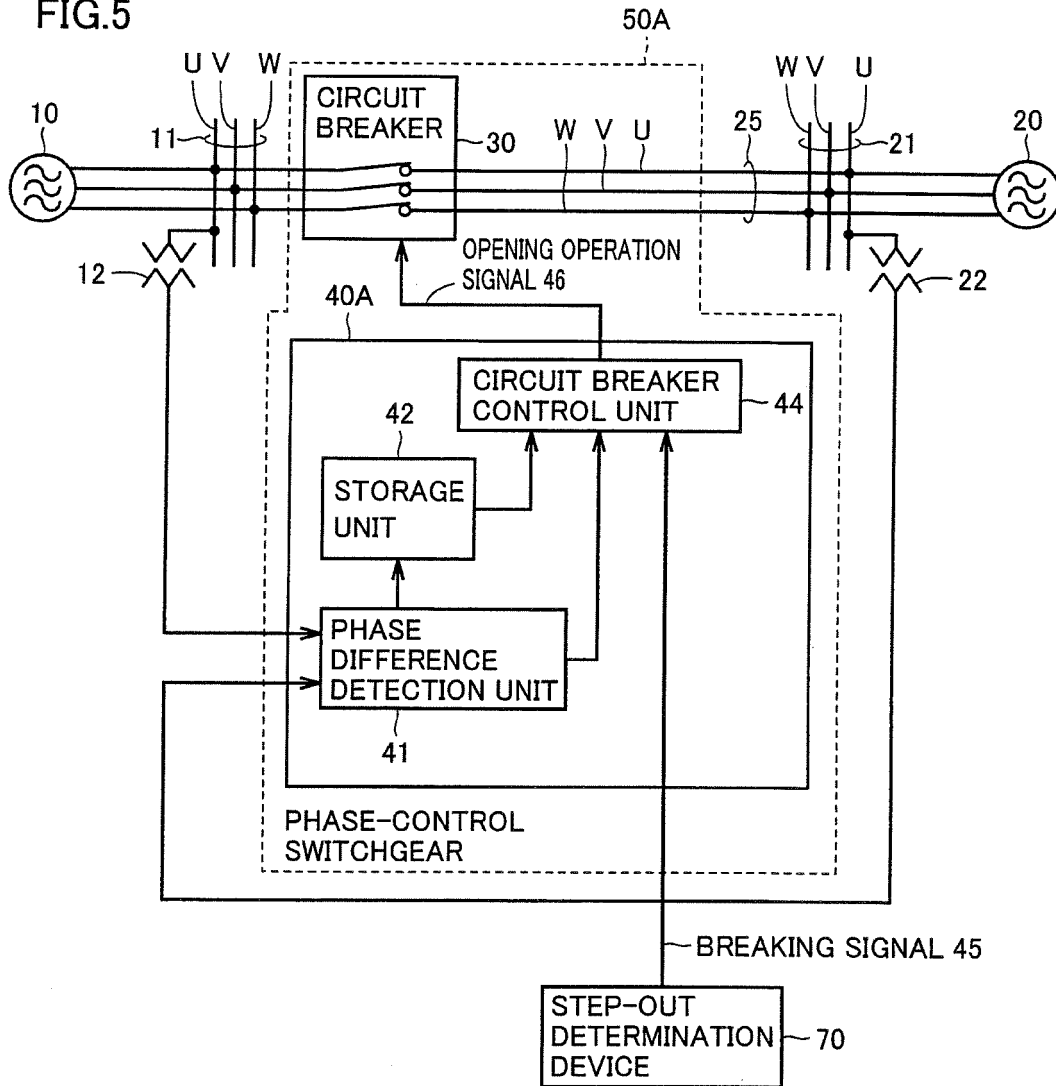 FIG.5
50A
U V W
W V U
10
11
CIRCUIT
BREAKER
30
W V U
25
21
20
12
OPENING OPERATION
SIGNAL 46
22
40A
CIRCUIT BREAKER
CONTROL UNIT
44
42
STORAGE
UNIT
PHASE
DIFFERENCE
DETECTION UNIT
41
PHASE-CONTROL
SWITCHGEAR
BREAKING SIGNAL 45
STEP-OUT
DETERMINATION
DEVICE
70